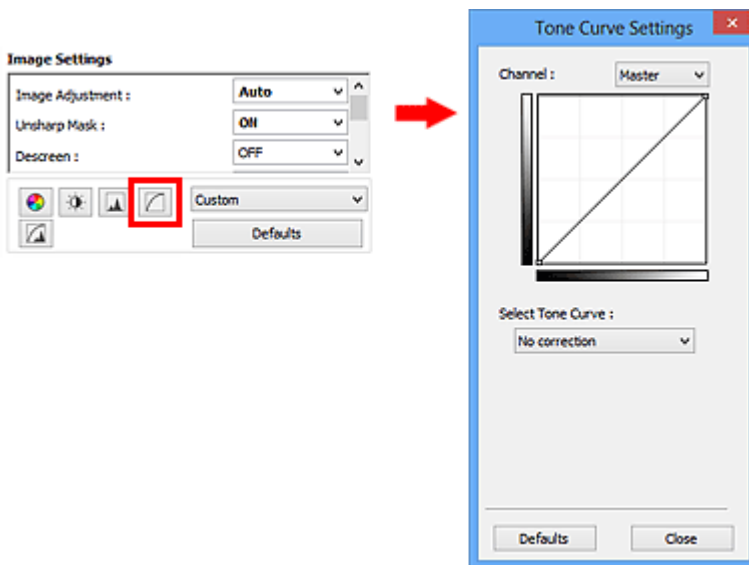 Image Settings
Image Adjustment : Auto
Unsharp Mask : ON
Descreen : OFF
Custom
Defaults
Tone Curve Settings
Channel : Master
Select Tone Curve :
No correction
Defaults Close